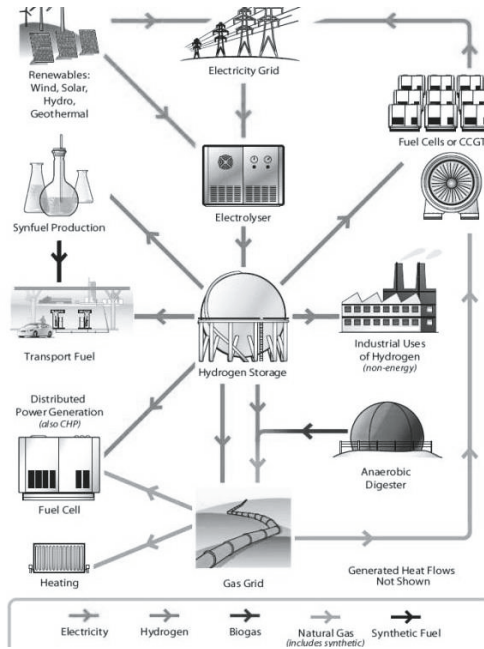 Renewables:
Wind, Solar,
Hydro,
Geothermal
Electricity Grid
Fuel Cells or CCGT
Electrolyser
Synfuel Production
Transport Fuel
Hydrogen Storage
Industrial Uses
of Hydrogen
(non-energy)
Distributed
Power Generation
(also CHP)
Fuel Cell
Anaerobic
Digester
Heating
Gas Grid
Generated Heat Flows
Not Shown
Electricity
Hydrogen
Biogas
Natural Gas
(includes synthetic)
Synthetic Fuel